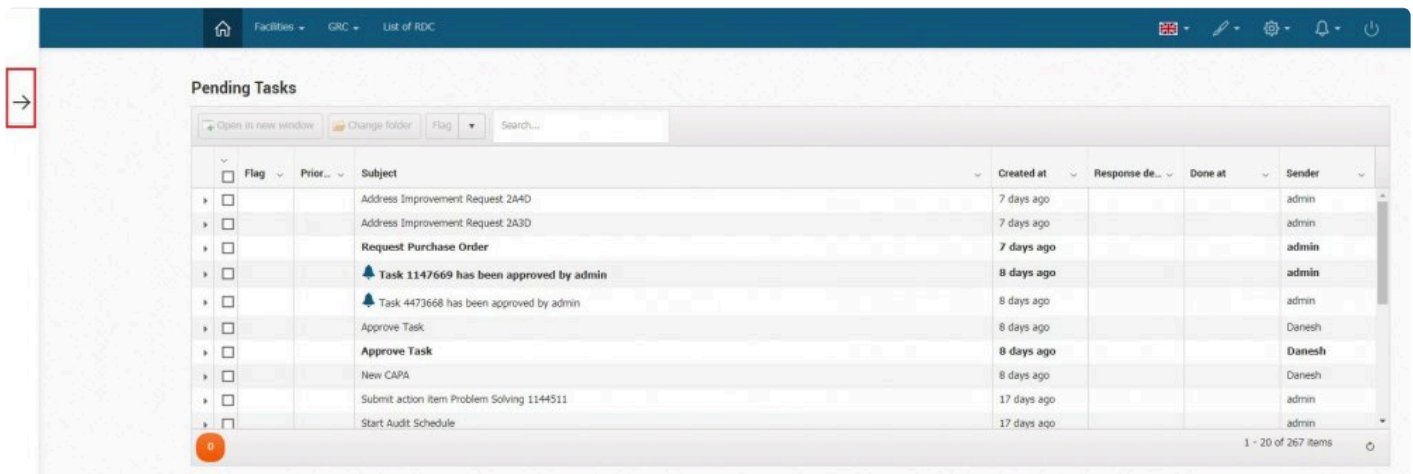 Facilities GRC List of RDC
Pending Tasks
Open in new window Change folder Flag Search...
Flag Prior... Subject Created at Response de... Done at Sender
Address Improvement Request 2A4D 7 days ago admin
Address Improvement Request 2A3D 7 days ago admin
Request Purchase Order 7 days ago admin
Task 1147669 has been approved by admin 8 days ago admin
Task 4473668 has been approved by admin 8 days ago admin
Approve Task 8 days ago Danesh
Approve Task 8 days ago Danesh
New CAPA 8 days ago Danesh
Submit action item Problem Solving 1144511 17 days ago admin
Start Audit Schedule 17 days ago admin
0 1 - 20 of 267 items